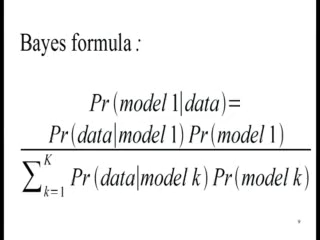 Bayes formula :
Pr (model 1|data)=
Pr (data|model 1) Pr (model 1)
∑ᴷₖ₌₁ Pr (data|model k) Pr (model k)